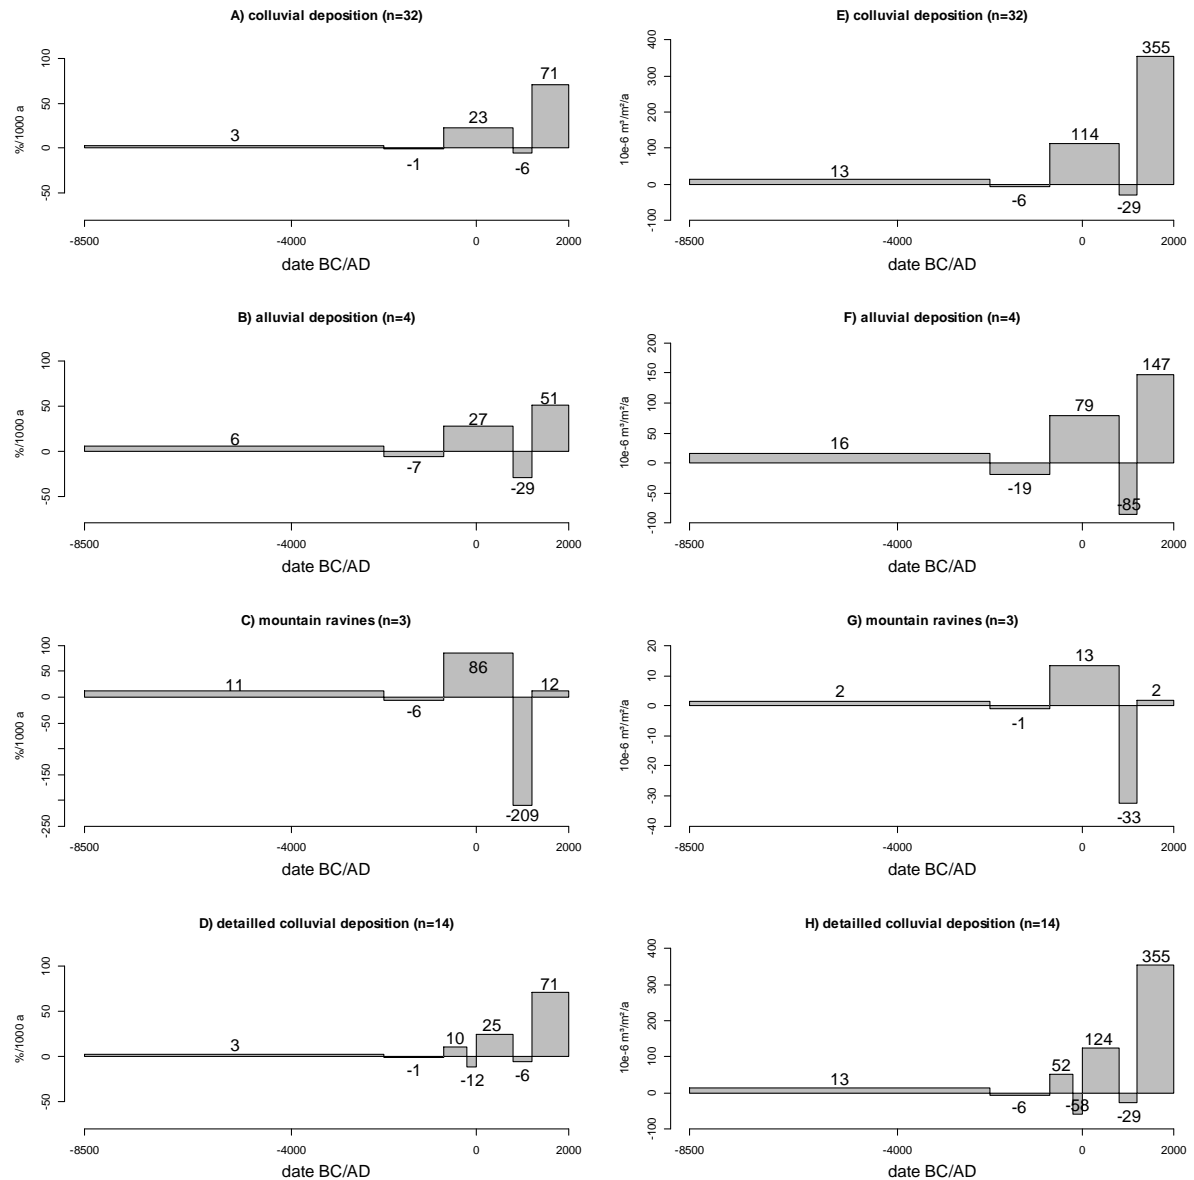 A) colluvial deposition (n=32)
%/1000 a
-50 0 50 100
3 -1 23 -6 71
-8500 -4000 0 2000
date BC/AD
E) colluvial deposition (n=32)
10e-6 m³/m²/a
-100 0 100 200 300 400
13 -6 114 -29 355
-8500 -4000 0 2000
date BC/AD
B) alluvial deposition (n=4)
%/1000 a
-50 0 50 100
6 -7 27 -29 51
-8500 -4000 0 2000
date BC/AD
F) alluvial deposition (n=4)
10e-6 m³/m²/a
-100 -50 0 50 100 150 200
16 -19 79 -85 147
-8500 -4000 0 2000
date BC/AD
C) mountain ravines (n=3)
%/1000 a
-250 -150 -50 0 50 100
11 -6 86 -209 12
-8500 -4000 0 2000
date BC/AD
G) mountain ravines (n=3)
10e-6 m³/m²/a
-40 -30 -20 -10 0 10 20
2 -1 13 -33 2
-8500 -4000 0 2000
date BC/AD
D) detailled colluvial deposition (n=14)
%/1000 a
-50 0 50 100
3 -1 10 -12 25 -6 71
-8500 -4000 0 2000
date BC/AD
H) detailled colluvial deposition (n=14)
10e-6 m³/m²/a
-100 0 100 200 300 400
13 -6 52 -58 124 -29 355
-8500 -4000 0 2000
date BC/AD